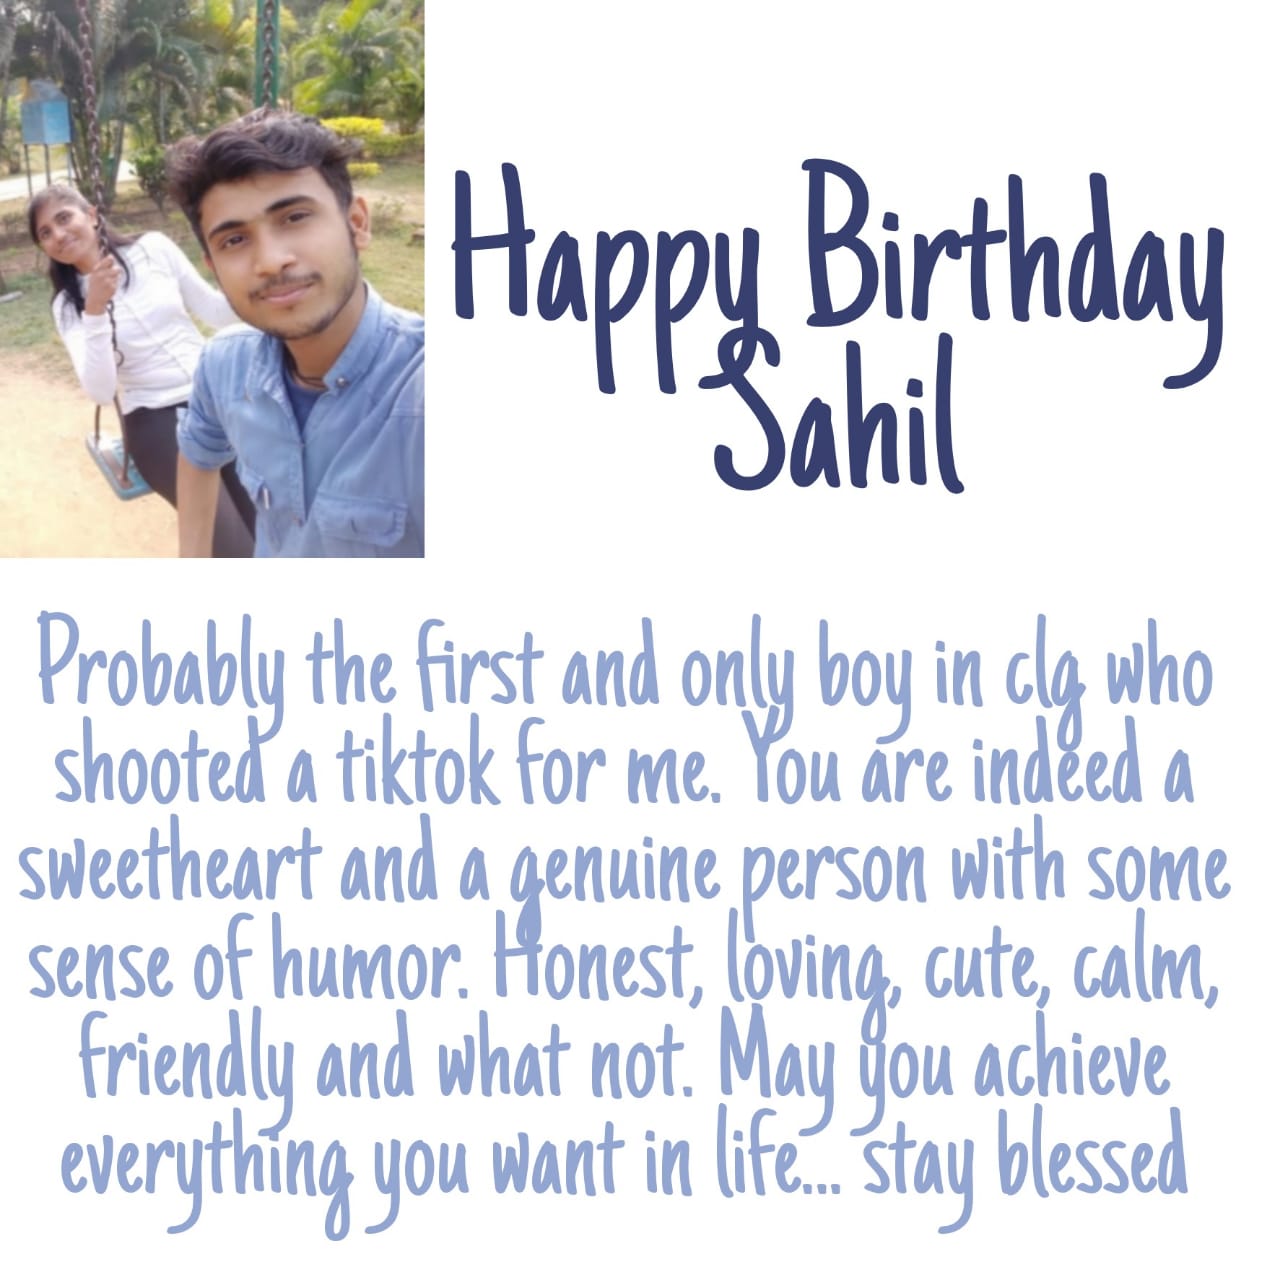 Happy Birthday
Sahil
Probably the first and only boy in clg who
shooted a tiktok for me. You are indeed a
sweetheart and a genuine person with some
sense of humor. Honest, loving, cute, calm,
friendly and what not. May you achieve
everything you want in life... stay blessed